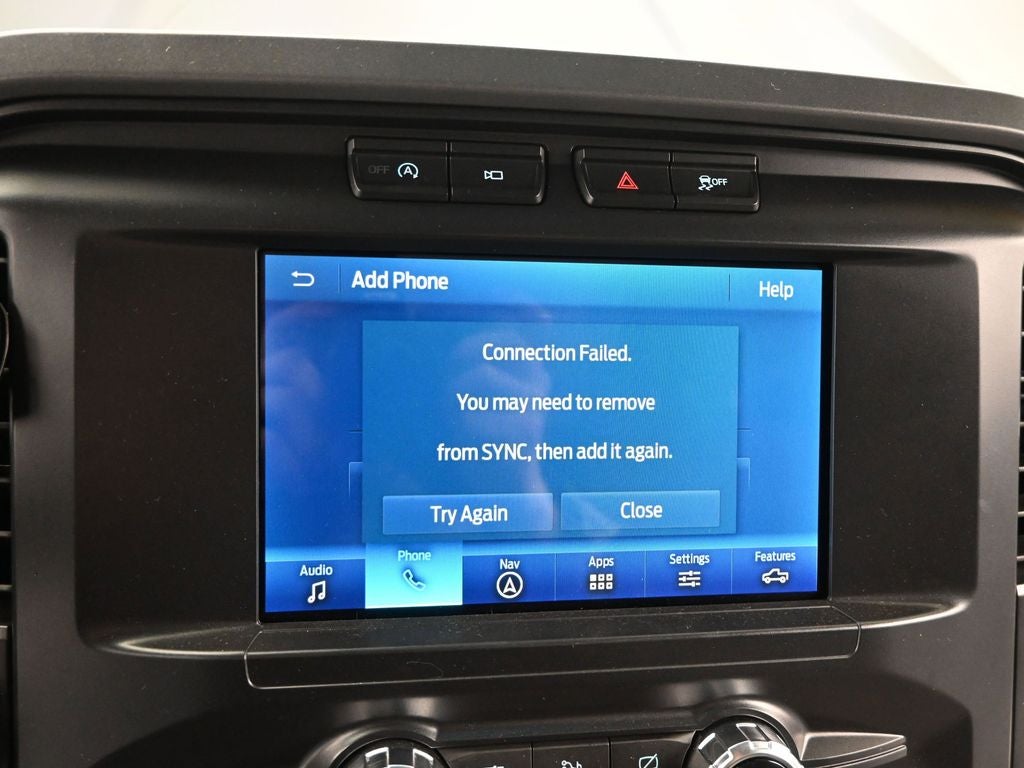 OFF A
OFF
Add Phone
Help
Connection Failed.
You may need to remove
from SYNC, then add it again.
Try Again
Close
Audio
Phone
Nav
Apps
Settings
Features